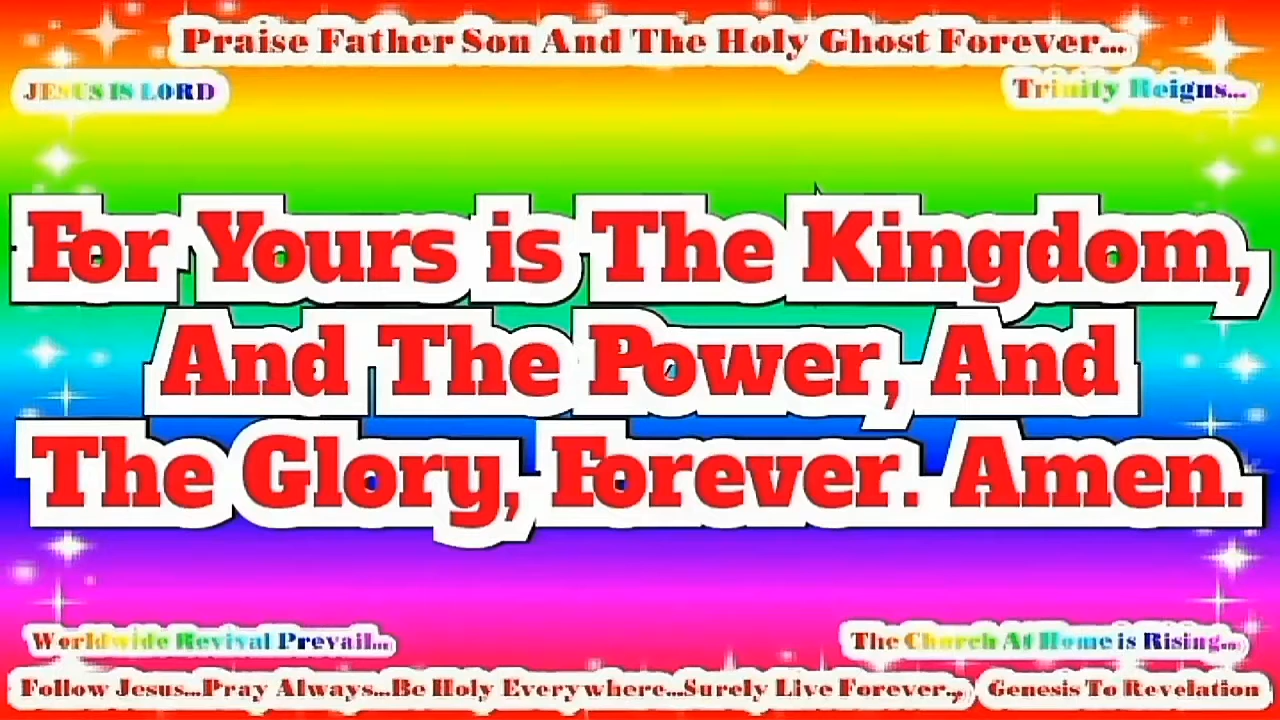 Praise Father Son And The Holy Ghost Forever...
JESUS IS LORD
Trinity Reigns...
For Yours is The Kingdom,
And The Power, And
The Glory, Forever. Amen.
Worldwide Revival Prevail...
The Church At Home is Rising...
Follow Jesus...Pray Always...Be Holy Everywhere...Surely Live Forever.,, Genesis To Revelation